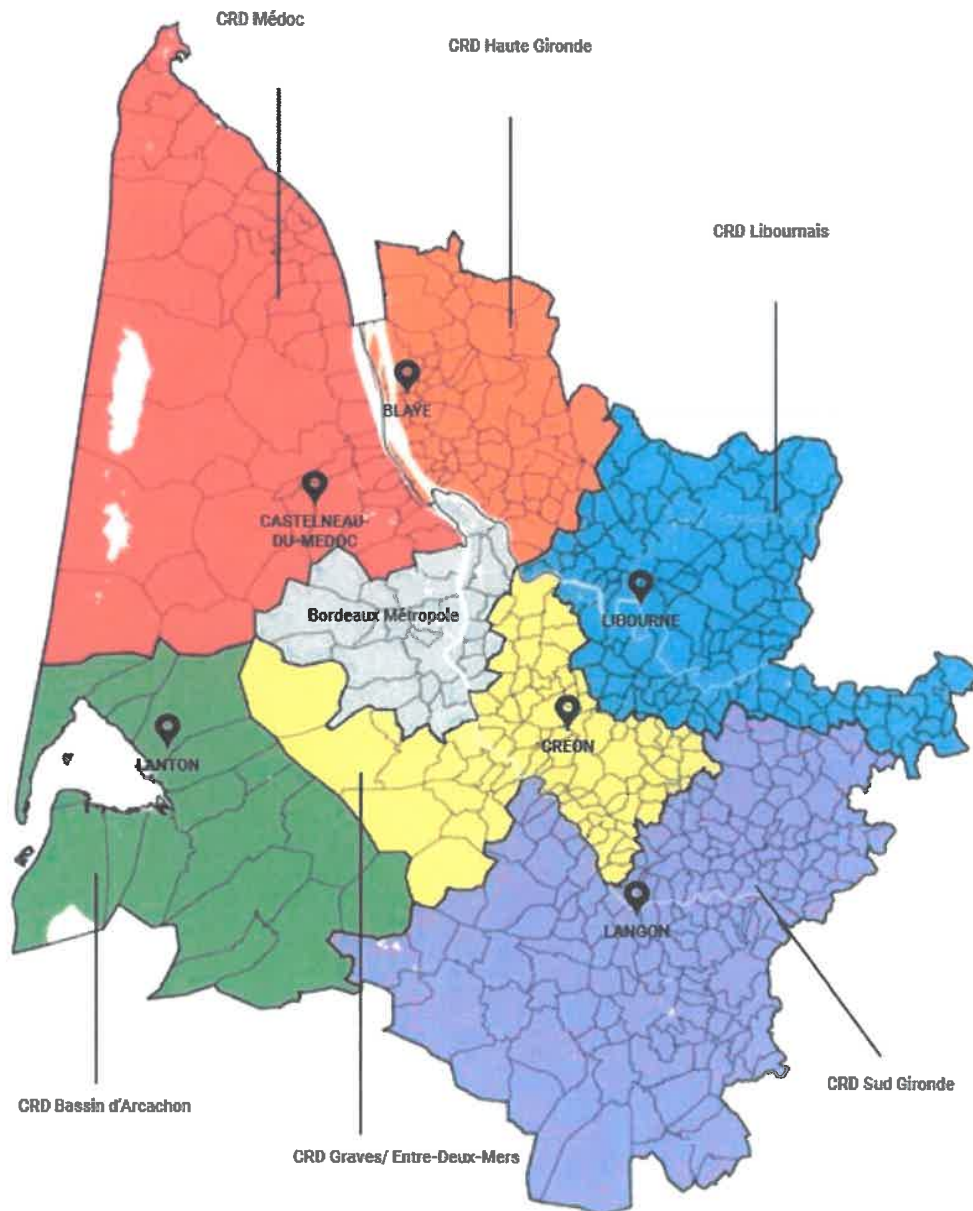 CRD Médoc
CRD Haute Gironde
CRD Libournais
BLAYE
CASTELNEAU-
DU-MEDOC
Bordeaux Métropole
LIBOURNE
CRÉON
LANTON
LANGON
CRD Sud Gironde
CRD Bassin d'Arcachon
CRD Graves/ Entre-Deux-Mers